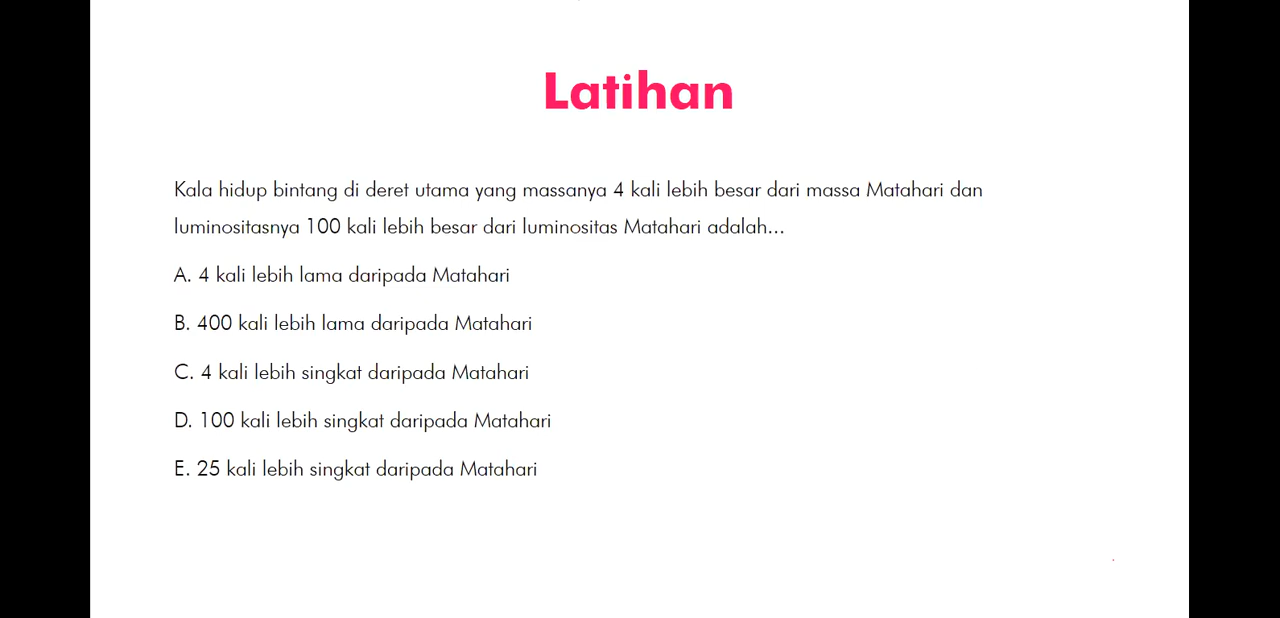 Latihan
Kala hidup bintang di deret utama yang massanya 4 kali lebih besar dari massa Matahari dan
luminositasnya 100 kali lebih besar dari luminositas Matahari adalah...
A. 4 kali lebih lama daripada Matahari
B. 400 kali lebih lama daripada Matahari
C. 4 kali lebih singkat daripada Matahari
D. 100 kali lebih singkat daripada Matahari
E. 25 kali lebih singkat daripada Matahari